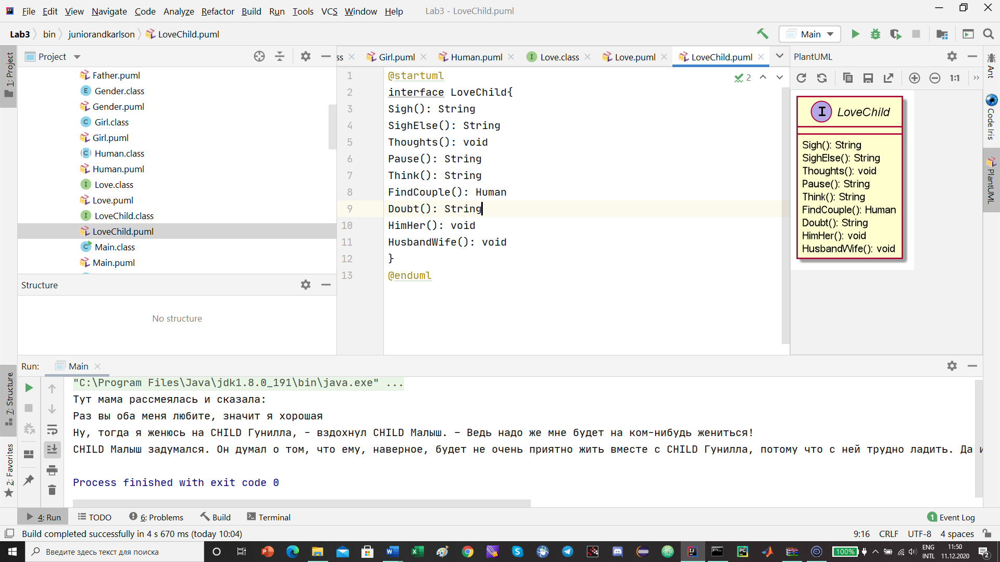 File Edit View Navigate Code Analyze Refactor Build Run Tools VCS Window Help Lab3 - LoveChild.puml
Lab3 bin juniorandkarlson LoveChild.puml Main
1: Project
Project
Father.puml
Gender.class
Gender.puml
Girl.class
Girl.puml
Human.class
Human.puml
Love.class
Love.puml
LoveChild.class
LoveChild.puml
Main.class
Main.puml
Structure
No structure
ss Girl.puml Human.puml Love.class Love.puml LoveChild.puml
2
1 @startuml
2 interface LoveChild{
3 Sigh(): String
4 SighElse(): String
5 Thoughts(): void
6 Pause(): String
7 Think(): String
8 FindCouple(): Human
9 Doubt(): String
10 HimHer(): void
11 HusbandWife(): void
12 }
13 @enduml
PlantUML
1:1
I LoveChild
Sigh(): String
SighElse(): String
Thoughts(): void
Pause(): String
Think(): String
FindCouple(): Human
Doubt(): String
HimHer(): void
HusbandWife(): void
Ant
Code Iris
PlantUML
7: Structure
2: Favorites
Run: Main
"C:\Program Files\Java\jdk1.8.0_191\bin\java.exe" ...
Тут мама рассмеялась и сказала:
Раз вы оба меня любите, значит я хорошая
Ну, тогда я женюсь на CHILD Гунилла, - вздохнул CHILD Малыш. – Ведь надо же мне будет на ком-нибудь жениться!
CHILD Малыш задумался. Он думал о том, что ему, наверное, будет не очень приятно жить вместе с CHILD Гунилла, потому что с ней трудно ладить. Да и
Process finished with exit code 0
4: Run TODO 6: Problems Build Terminal 1 Event Log
Build completed successfully in 4 s 670 ms (today 10:04) 9:16 CRLF UTF-8 4 spaces
Введите здесь текст для поиска 100% ENG 11:50
INTL 11.12.2020 2